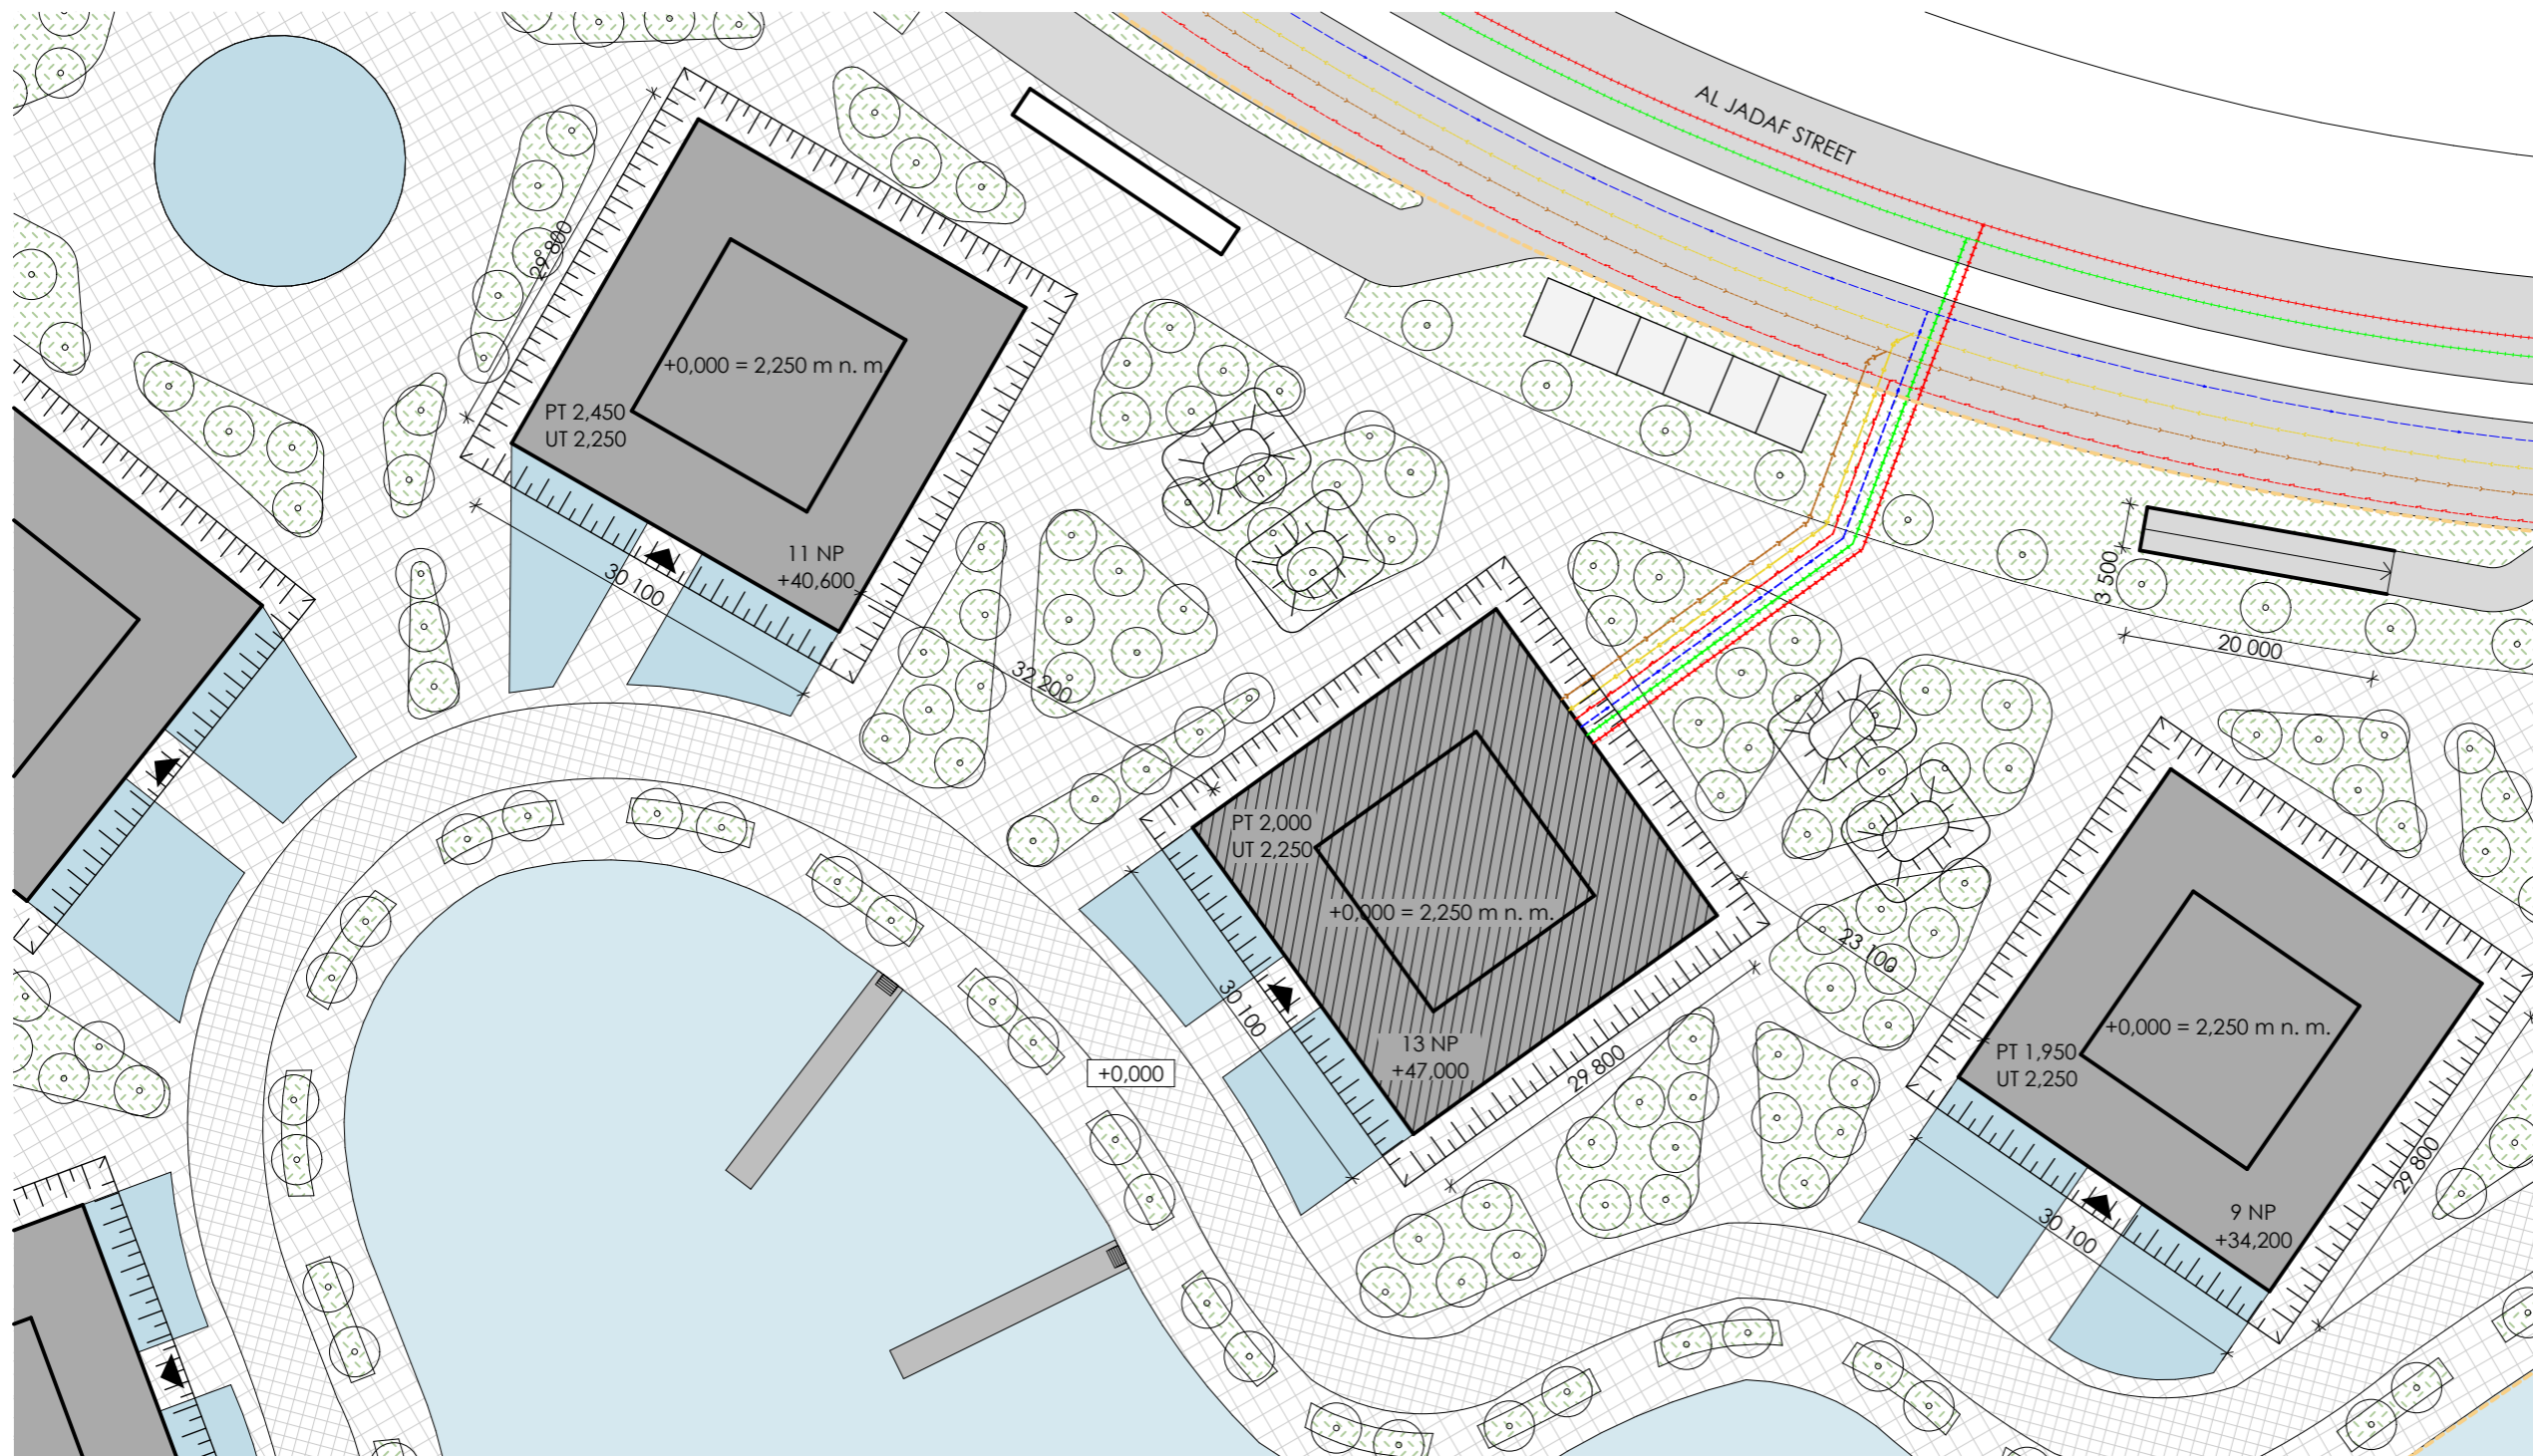 AL JADAF STREET
29 800
+0,000 = 2,250 m n. m.
PT 2,450
UT 2,250
11 NP
+40,600
30 100
32 200
3 500
20 000
PT 2,000
UT 2,250
+0,000 = 2,250 m n. m.
13 NP
+47,000
30 100
29 800
23 100
+0,000
+0,000 = 2,250 m n. m.
PT 1,950
UT 2,250
9 NP
+34,200
30 100
29 800